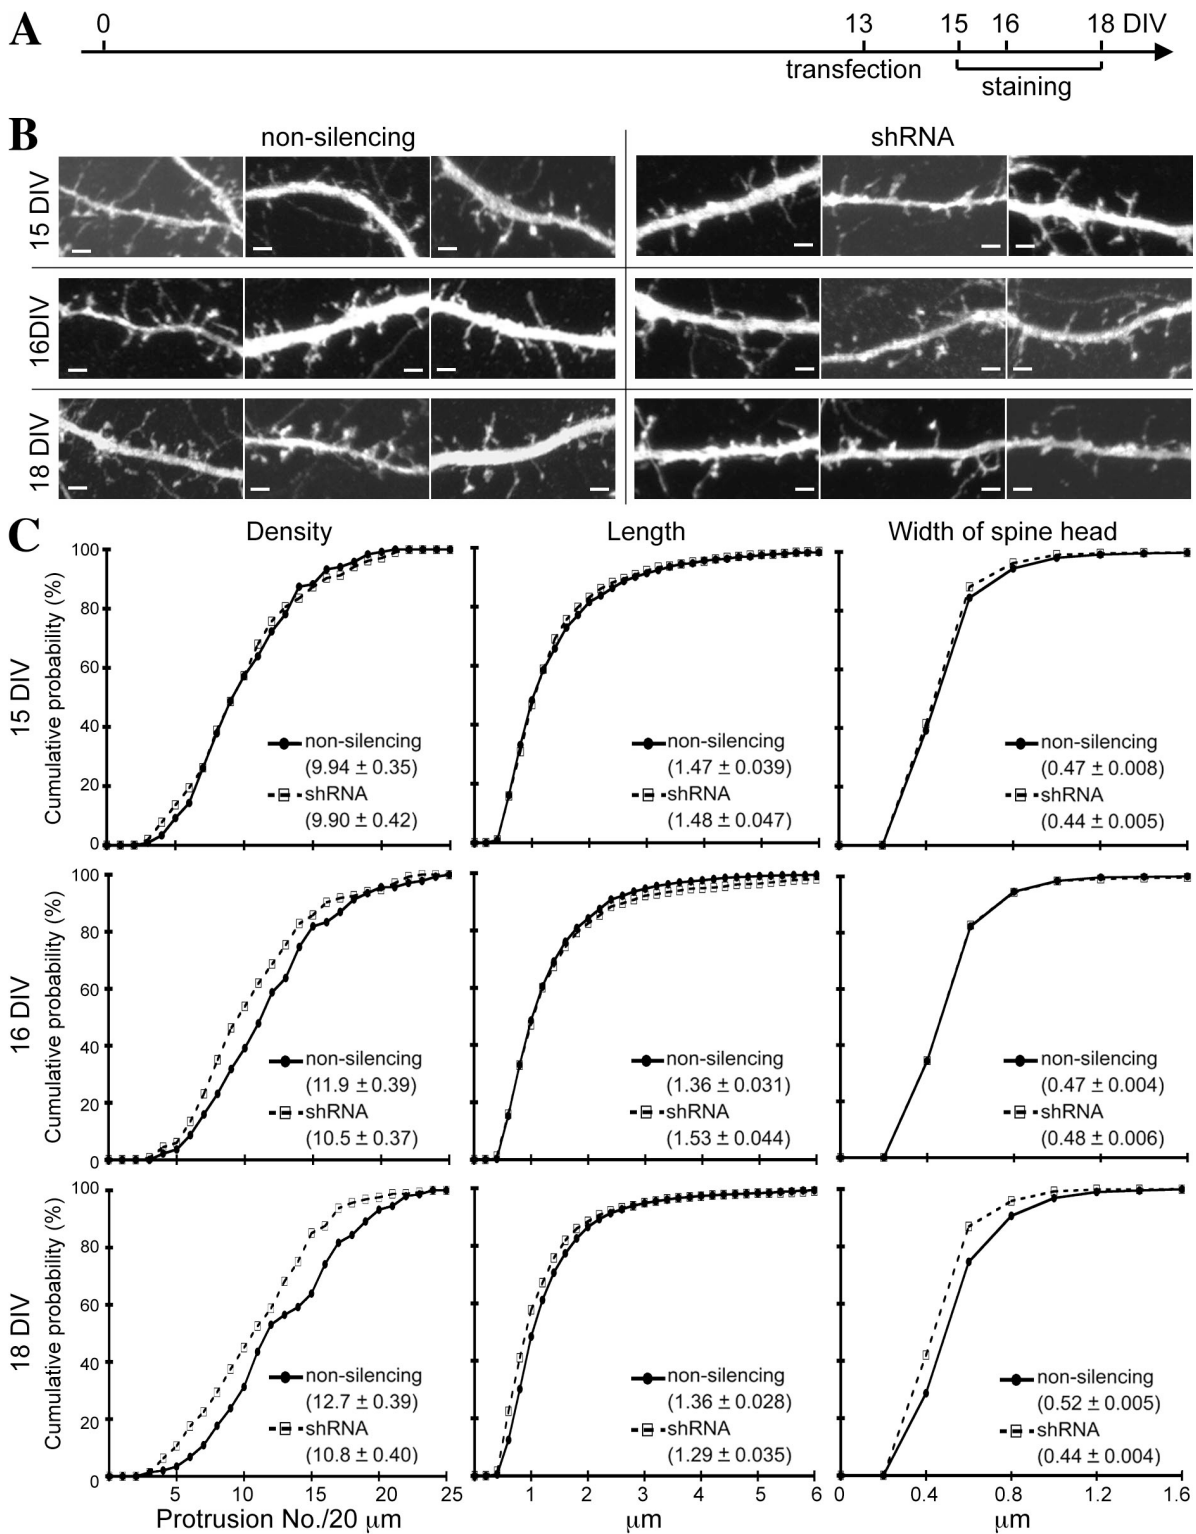 A
0 13 15 16 18 DIV
transfection
staining
B
non-silencing shRNA
15 DIV
16DIV
18 DIV
C
Density Length Width of spine head
15 DIV
Cumulative probability (%)
100
80
60
40
20
0
non-silencing
(9.94 ± 0.35)
shRNA
(9.90 ± 0.42)
non-silencing
(1.47 ± 0.039)
shRNA
(1.48 ± 0.047)
non-silencing
(0.47 ± 0.008)
shRNA
(0.44 ± 0.005)
16 DIV
Cumulative probability (%)
100
80
60
40
20
0
non-silencing
(11.9 ± 0.39)
shRNA
(10.5 ± 0.37)
non-silencing
(1.36 ± 0.031)
shRNA
(1.53 ± 0.044)
non-silencing
(0.47 ± 0.004)
shRNA
(0.48 ± 0.006)
18 DIV
Cumulative probability (%)
100
80
60
40
20
0
non-silencing
(12.7 ± 0.39)
shRNA
(10.8 ± 0.40)
non-silencing
(1.36 ± 0.028)
shRNA
(1.29 ± 0.035)
non-silencing
(0.52 ± 0.005)
shRNA
(0.44 ± 0.004)
5 10 15 20 25
Protrusion No./20 μm
1 2 3 4 5 6
μm
0 0.4 0.8 1.2 1.6
μm